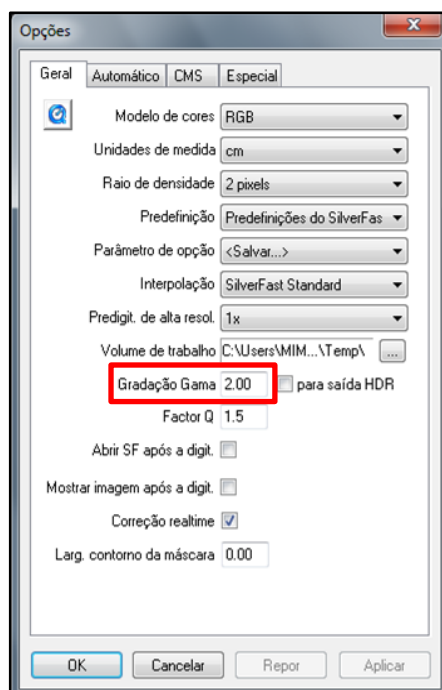 Opções
Geral Automático CMS Especial
Modelo de cores RGB
Unidades de medida cm
Raio de densidade 2 pixels
Predefinição Predefinições do SilverFas
Parâmetro de opção <Salvar...>
Interpolação SilverFast Standard
Predigit. de alta resol. 1x
Volume de trabalho C:\Users\MIM...\Temp\ ...
Gradação Gama 2.00 para saída HDR
Factor Q 1.5
Abrir SF após a digit.
Mostrar imagem após a digit.
Correção realtime
Larg. contorno da máscara 0.00
OK Cancelar Repor Aplicar